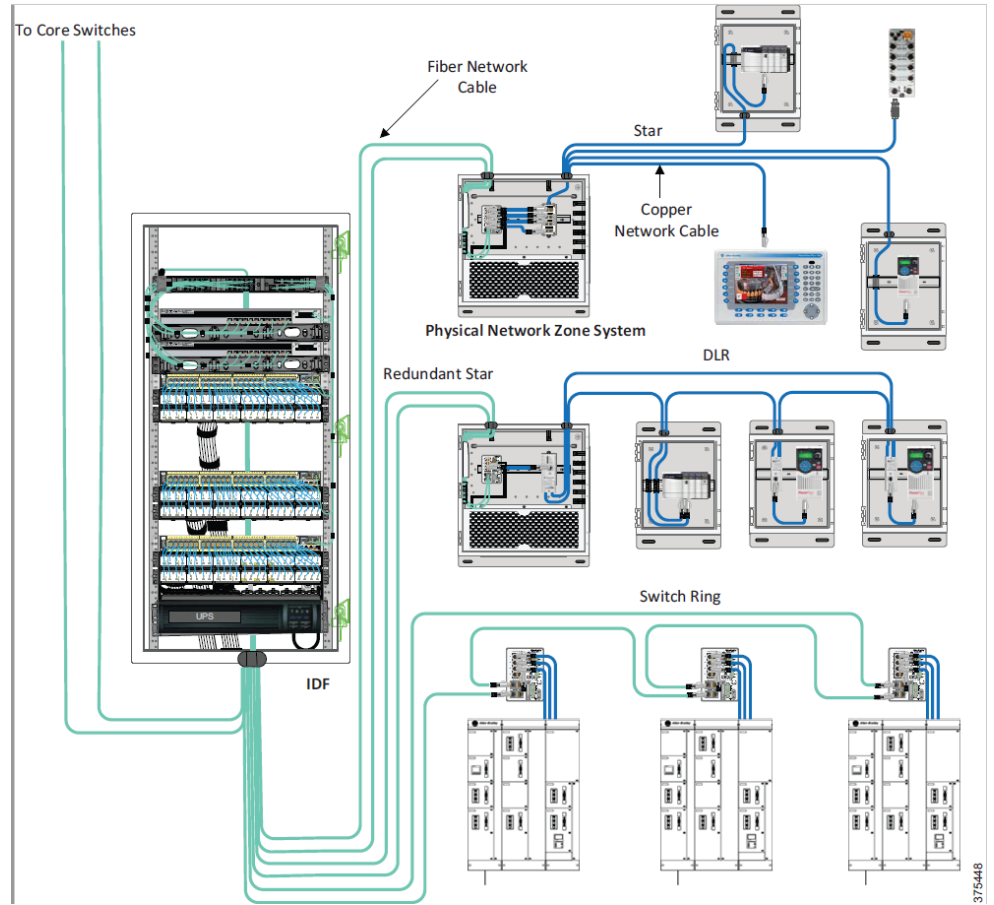 To Core Switches
Fiber Network
Cable
Star
Copper
Network Cable
Physical Network Zone System
DLR
Redundant Star
UPS
Switch Ring
IDF
375448